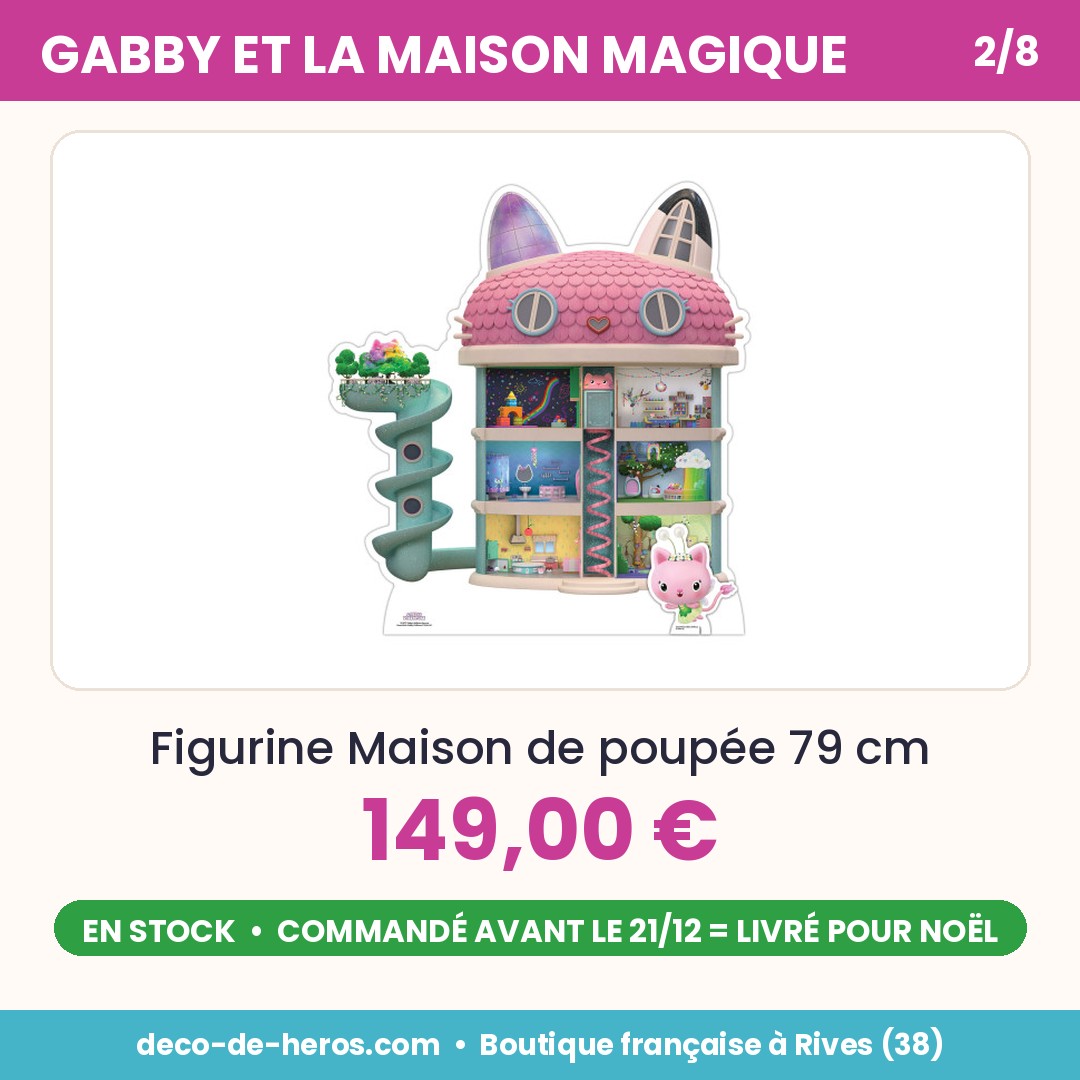 GABBY ET LA MAISON MAGIQUE
2/8
Figurine Maison de poupée 79 cm
149,00 €
EN STOCK • COMMANDÉ AVANT LE 21/12 = LIVRÉ POUR NOËL
deco-de-heros.com • Boutique française à Rives (38)